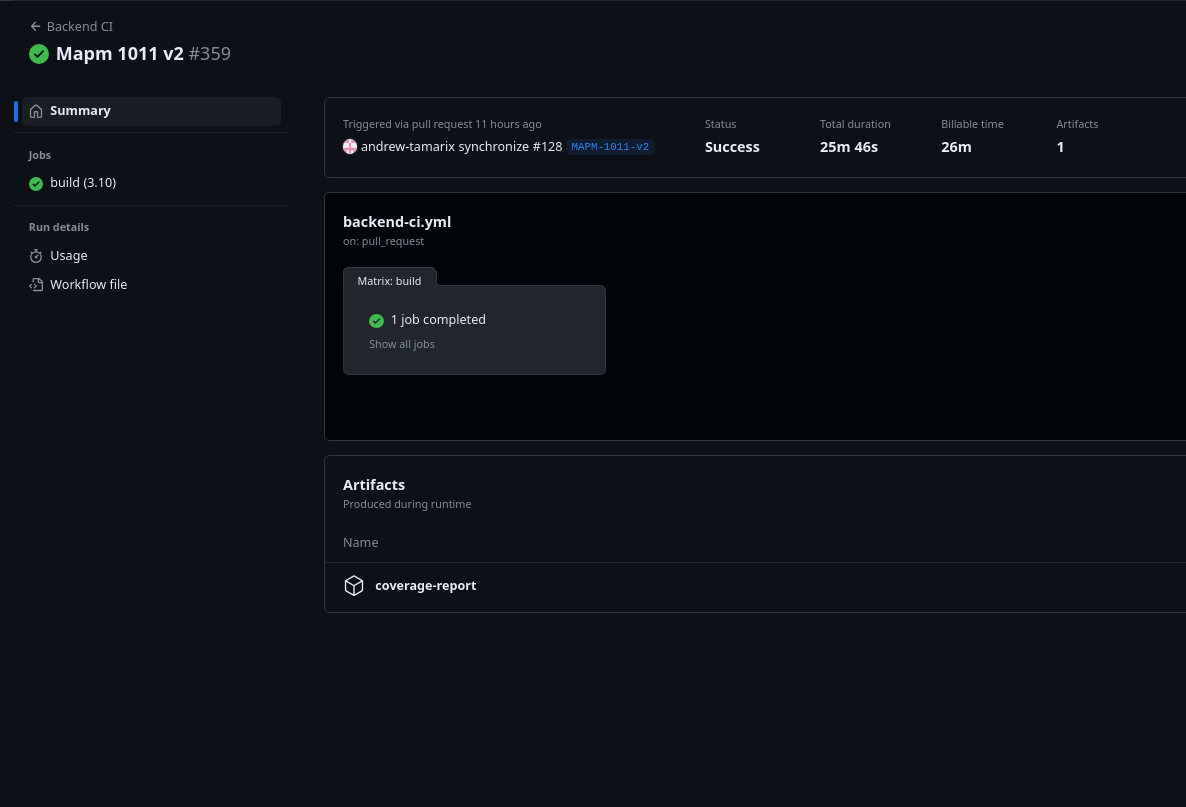 Backend CI
Mapm 1011 v2 #359
Summary
Jobs
build (3.10)
Run details
Usage
Workflow file
Triggered via pull request 11 hours ago
andrew-tamarix synchronize #128 MAPM-1011-v2
Status
Success
Total duration
25m 46s
Billable time
26m
Artifacts
1
backend-ci.yml
on: pull_request
Matrix: build
1 job completed
Show all jobs
Artifacts
Produced during runtime
Name
coverage-report